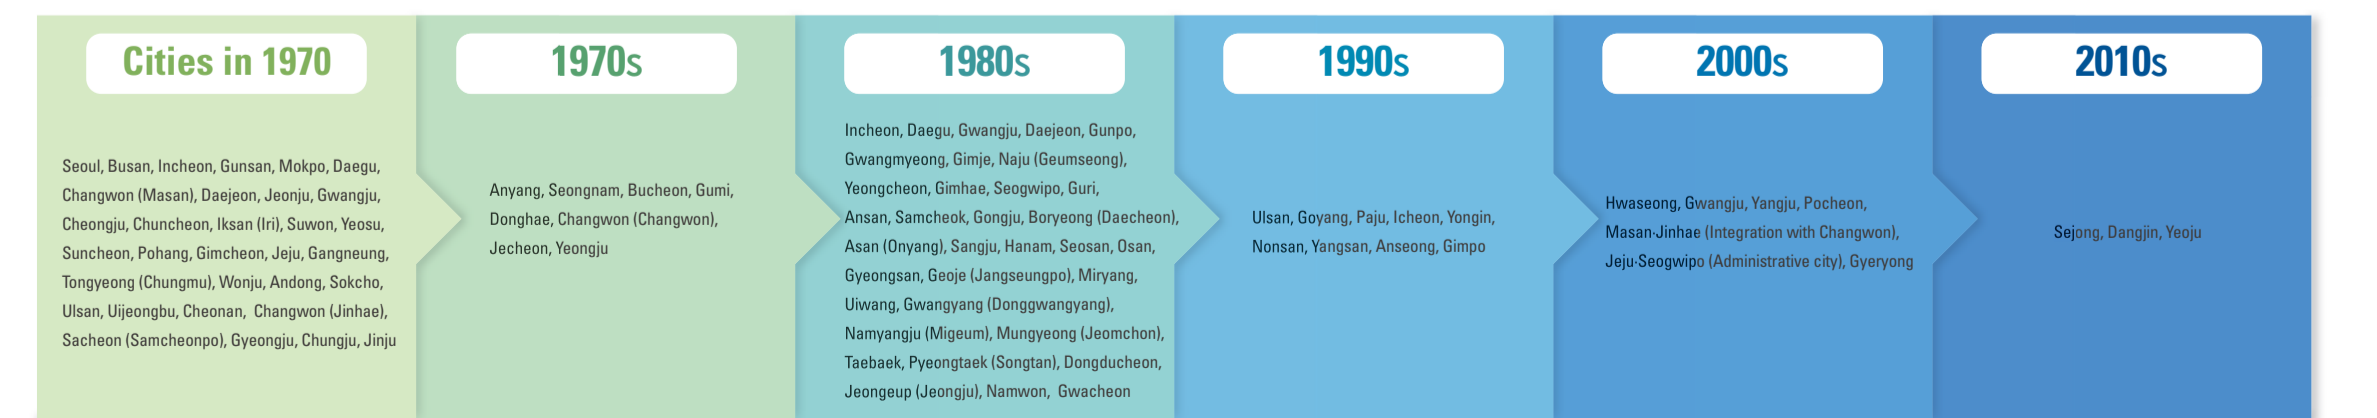 Cities in 1970
Seoul, Busan, Incheon, Gunsan, Mokpo, Daegu,
Changwon (Masan), Daejeon, Jeonju, Gwangju,
Cheongju, Chuncheon, Iksan (Iri), Suwon, Yeosu,
Suncheon, Pohang, Gimcheon, Jeju, Gangneung,
Tongyeong (Chungmu), Wonju, Andong, Sokcho,
Ulsan, Uijeongbu, Cheonan, Changwon (Jinhae),
Sacheon (Samcheonpo), Gyeongju, Chungju, Jinju
1970s
Anyang, Seongnam, Bucheon, Gumi,
Donghae, Changwon (Changwon),
Jecheon, Yeongju
1980s
Incheon, Daegu, Gwangju, Daejeon, Gunpo,
Gwangmyeong, Gimje, Naju (Geumseong),
Yeongcheon, Gimhae, Seogwipo, Guri,
Ansan, Samcheok, Gongju, Boryeong (Daecheon),
Asan (Onyang), Sangju, Hanam, Seosan, Osan,
Gyeongsan, Geoje (Jangseungpo), Miryang,
Uiwang, Gwangyang (Donggwangyang),
Namyangju (Migeum), Mungyeong (Jeomchon),
Taebaek, Pyeongtaek (Songtan), Dongducheon,
Jeongeup (Jeongju), Namwon, Gwacheon
1990s
Ulsan, Goyang, Paju, Icheon, Yongin,
Nonsan, Yangsan, Anseong, Gimpo
2000s
Hwaseong, Gwangju, Yangju, Pocheon,
Masan·Jinhae (Integration with Changwon),
Jeju·Seogwipo (Administrative city), Gyeryong
2010s
Sejong, Dangjin, Yeoju